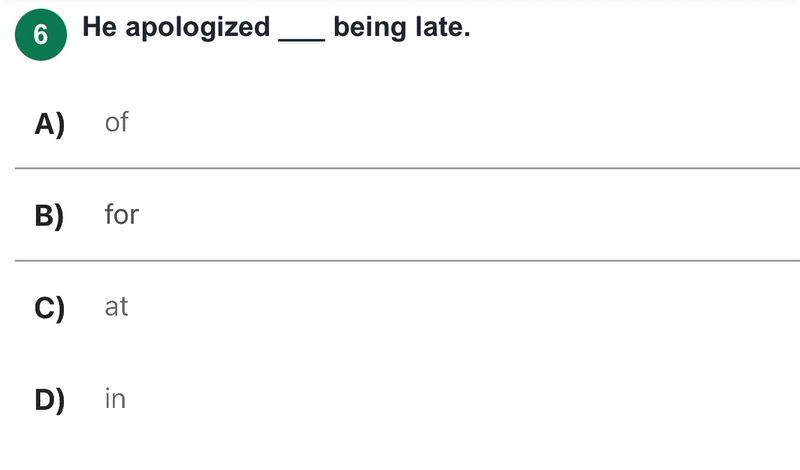 6 He apologized ___ being late.
A) of
B) for
C) at
D) in